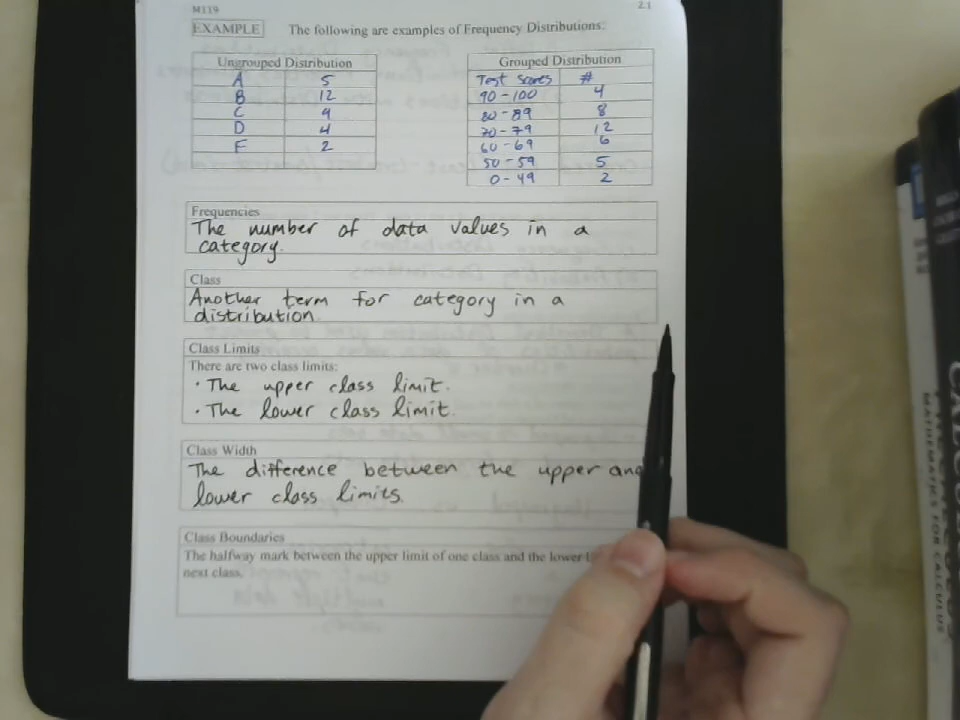 M119
2.1
EXAMPLE The following are examples of Frequency Distributions.
Ungrouped Distribution
A 5
B 12
C 9
D 4
F 2
Grouped Distribution
Test Scores #
90-100 4
80-89 8
70-79 12
60-69 6
50-59 5
0-49 2
Frequencies
The number of data values in a
category.
Class
Another term for category in a
distribution.
Class Limits
There are two class limits:
• The upper class limit.
• The lower class limit.
Class Width
The difference between the upper and
lower class limits.
Class Boundaries
The halfway mark between the upper limit of one class and the lower
next class.
MATHEMATICS FOR CALCULUS